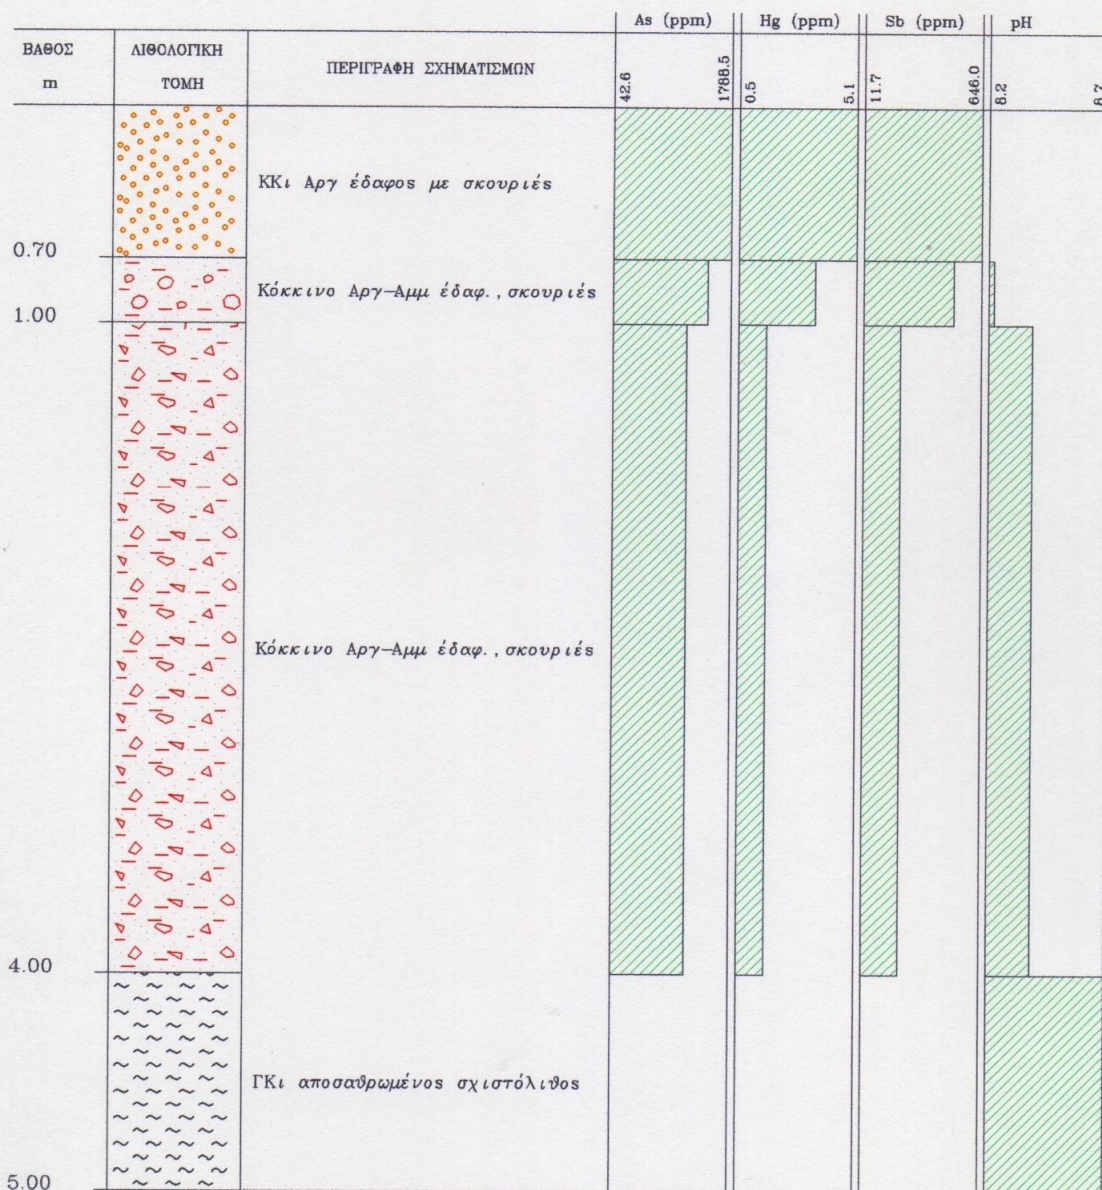 As (ppm) Hg (ppm) Sb (ppm) pH
ΒΑΘΟΣ ΛΙΘΟΛΟΓΙΚΗ ΠΕΡΙΓΡΑΦΗ ΣΧΗΜΑΤΙΣΜΩΝ
m ΤΟΜΗ
42.6 1788.5 0.5 5.1 11.7 646.0 8.2 8.7
ΚΚι Αργ έδαφος με σκουριές
0.70
Κόκκινο Αργ-Αμμ έδαφ., σκουριές
1.00
Κόκκινο Αργ-Αμμ έδαφ., σκουριές
4.00
ΓΚι αποσαθρωμένος σχιστόλιθος
5.00